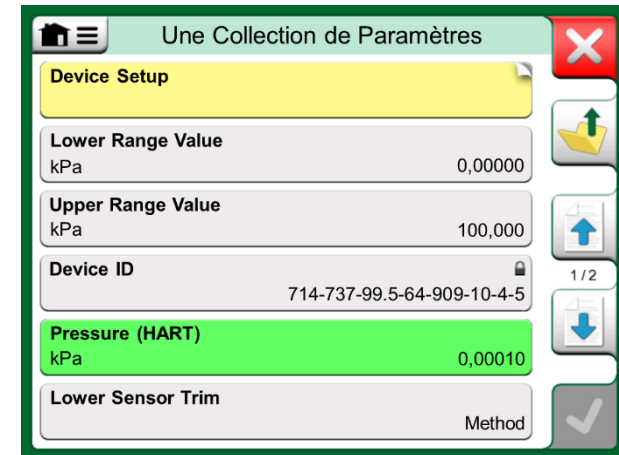 Une Collection de Paramètres
Device Setup
Lower Range Value
kPa 0,00000
Upper Range Value
kPa 100,000
Device ID
714-737-99.5-64-909-10-4-5
1/2
Pressure (HART)
kPa 0,00010
Lower Sensor Trim
Method